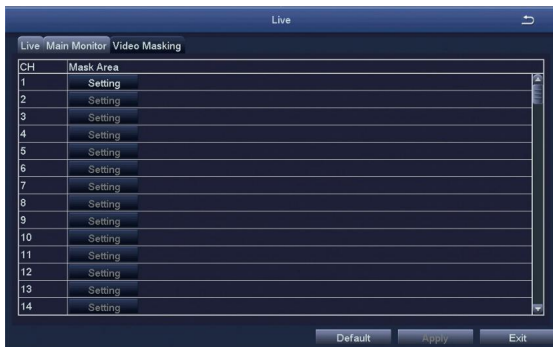 Live
Live Main Monitor Video Masking
CH Mask Area
1 Setting
2 Setting
3 Setting
4 Setting
5 Setting
6 Setting
7 Setting
8 Setting
9 Setting
10 Setting
11 Setting
12 Setting
13 Setting
14 Setting
Default Apply Exit